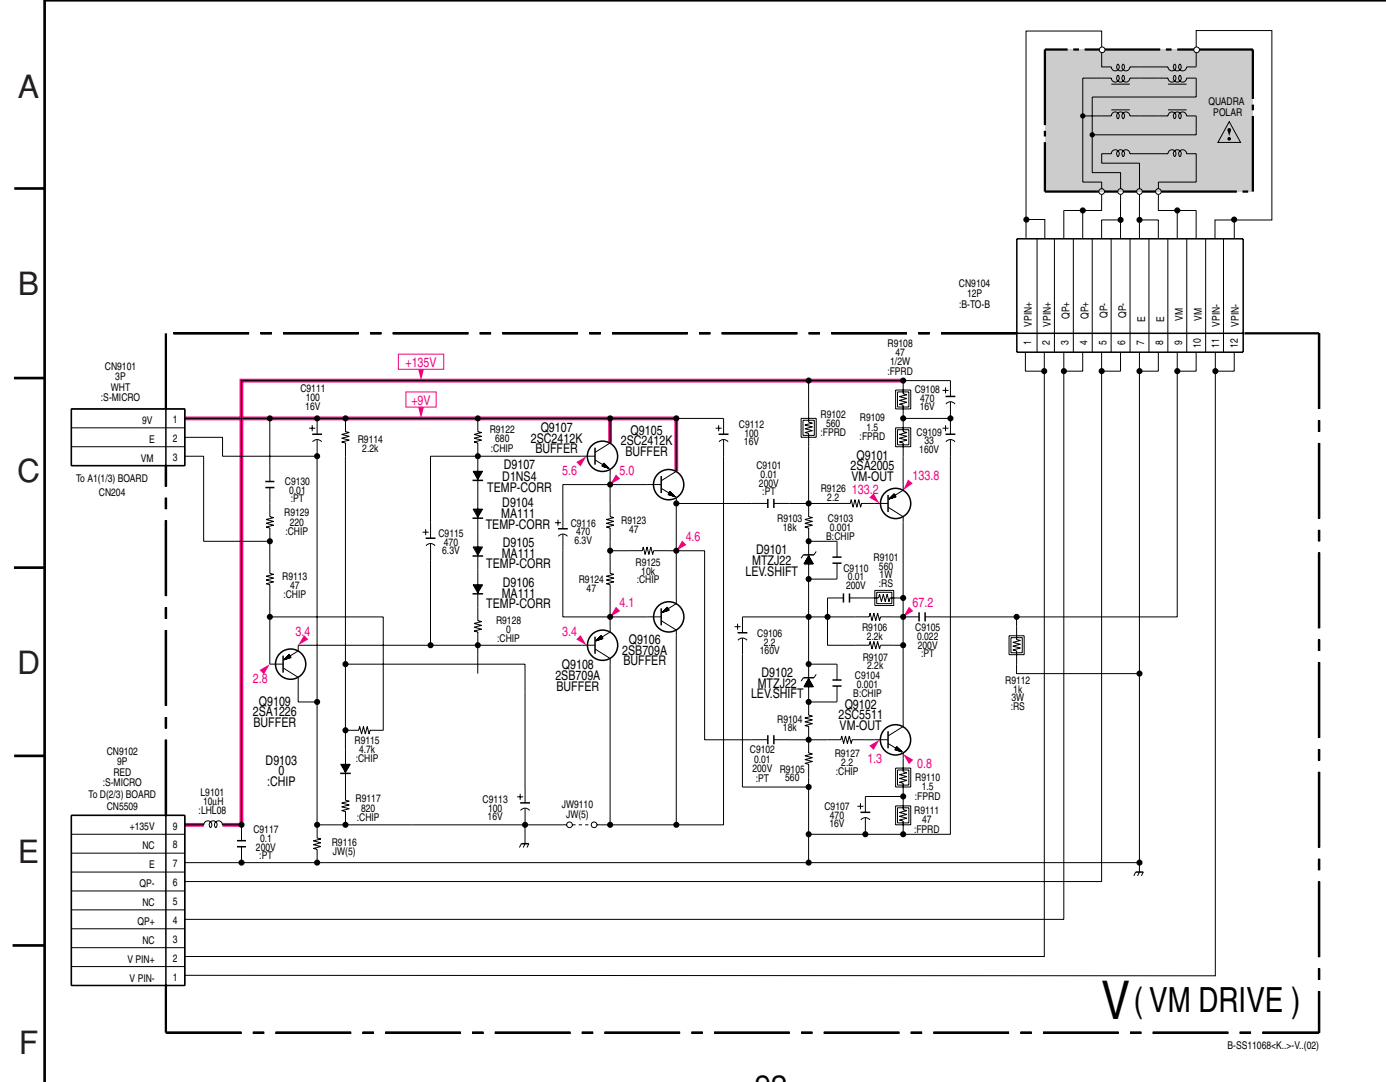 A
B
C
D
E
F
QUADRA
POLAR
CN9104
12P
:B-TO-B
VPIN+
VPIN+
QP+
QP+
QP-
QP-
E
E
VM
VM
VPIN-
VPIN-
1
2
3
4
5
6
7
8
9
10
11
12
CN9101
3P
WHT
:S-MICRO
9V 1
E 2
VM 3
To A1(1/3) BOARD
CN204
+135V
+9V
C9111
100
16V
R9114
2.2k
C9130
0.01
:PT
R9129
220
:CHIP
R9113
47
:CHIP
3.4
2.8
Q9109
2SA1226
BUFFER
D9103
0
:CHIP
R9115
4.7k
:CHIP
R9117
820
:CHIP
R9116
JW(5)
R9122
680
:CHIP
D9107
D1NS4
TEMP-CORR
D9104
MA111
TEMP-CORR
D9105
MA111
TEMP-CORR
D9106
MA111
TEMP-CORR
R9128
0
:CHIP
C9115
470
6.3V
C9113
100
16V
JW9110
JW(5)
Q9107
2SC2412K
BUFFER
Q9105
2SC2412K
BUFFER
5.6
5.0
C9116
470
6.3V
R9123
47
R9125
10k
:CHIP
R9124
47
4.6
4.1
3.4
Q9108
2SB709A
BUFFER
Q9106
2SB709A
BUFFER
C9112
100
16V
C9101
0.01
200V
:PT
R9102
560
:FPRD
R9103
18k
C9103
0.001
B:CHIP
D9101
MTZJ22
LEV.SHIFT
C9110
0.01
200V
R9101
560
1W
:RS
R9126
2.2
R9108
47
1/2W
:FPRD
C9108
470
16V
R9109
1.5
:FPRD
C9109
33
160V
Q9101
2SA2005
VM-OUT
133.2
133.8
67.2
C9106
2.2
160V
R9106
2.2k
R9107
2.2k
C9105
0.022
200V
:PT
D9102
MTZJ22
LEV.SHIFT
C9104
0.001
B:CHIP
Q9102
2SC5511
VM-OUT
R9104
18k
C9102
0.01
200V
:PT
R9105
560
R9127
2.2
:CHIP
1.3
0.8
R9110
1.5
:FPRD
R9111
47
:FPRD
C9107
470
16V
R9112
1k
3W
:RS
CN9102
9P
RED
:S-MICRO
To D(2/3) BOARD
CN5509
L9101
10µH
:LHL08
C9117
0.1
200V
:PT
+135V 9
NC 8
E 7
QP- 6
NC 5
QP+ 4
NC 3
V PIN+ 2
V PIN- 1
V ( VM DRIVE )
B-SS11068<K..>-V..(02)